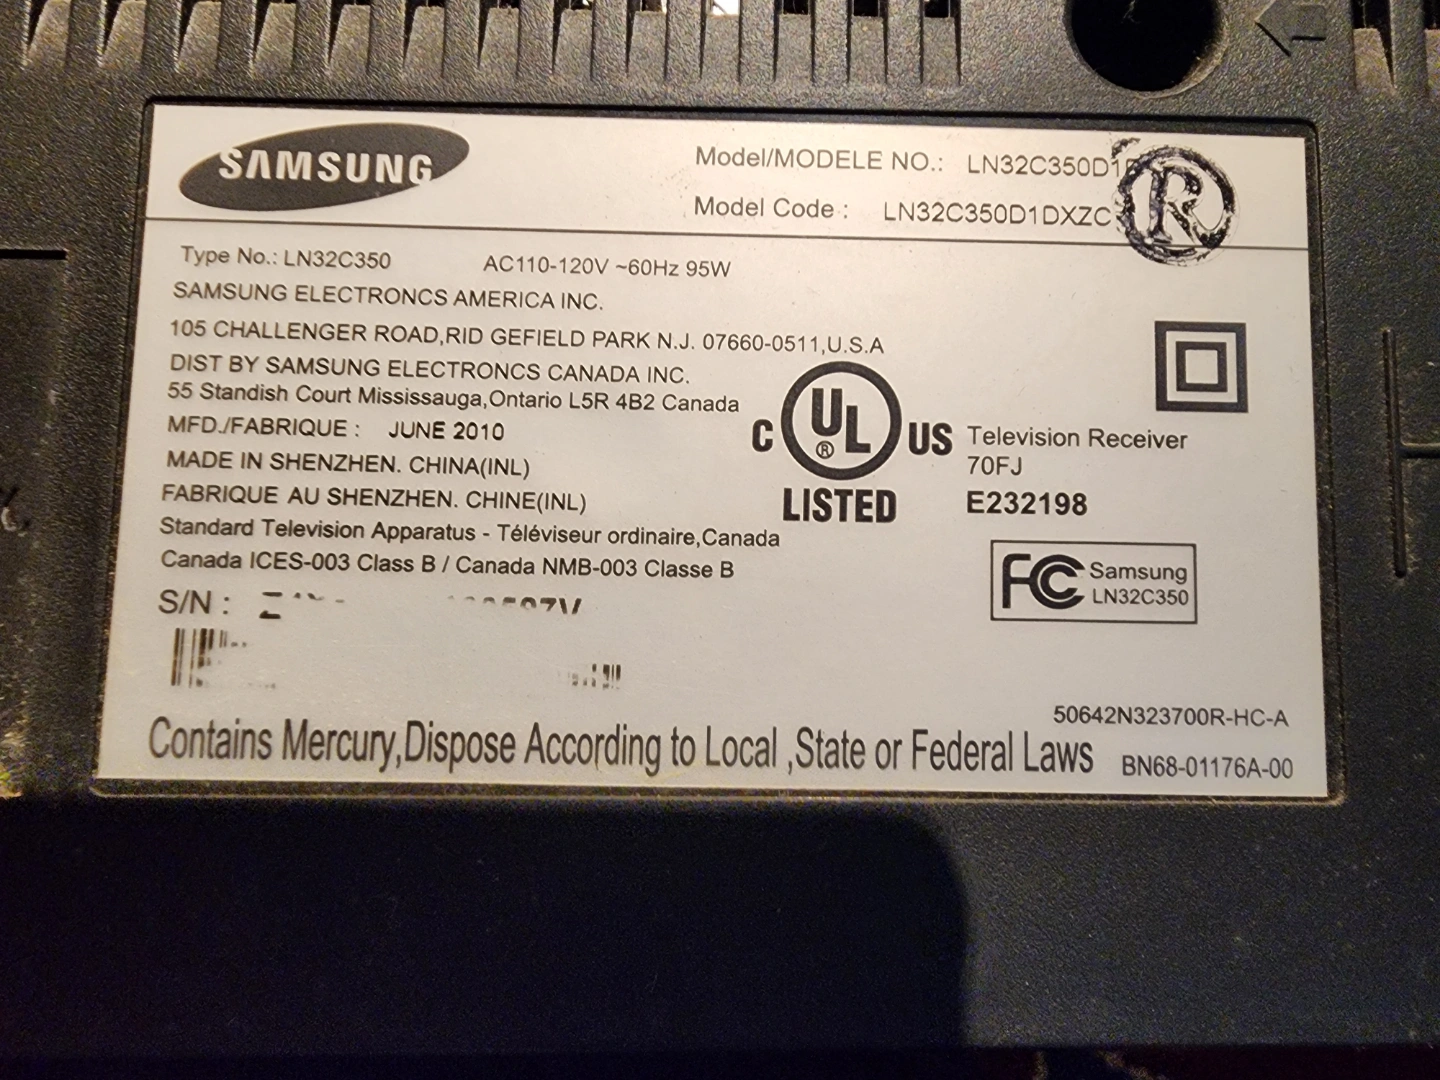 SAMSUNG
Model/MODELE NO.: LN32C350D1
Model Code : LN32C350D1DXZC
R
Type No.: LN32C350 AC110-120V ~60Hz 95W
SAMSUNG ELECTRONCS AMERICA INC.
105 CHALLENGER ROAD,RID GEFIELD PARK N.J. 07660-0511,U.S.A
DIST BY SAMSUNG ELECTRONCS CANADA INC.
55 Standish Court Mississauga,Ontario L5R 4B2 Canada
MFD./FABRIQUE : JUNE 2010
MADE IN SHENZHEN. CHINA(INL)
FABRIQUE AU SHENZHEN. CHINE(INL)
Standard Television Apparatus - Téléviseur ordinaire,Canada
Canada ICES-003 Class B / Canada NMB-003 Classe B
S/N :
C UL ® US
LISTED
Television Receiver
70FJ
E232198
FC Samsung
LN32C350
50642N323700R-HC-A
Contains Mercury,Dispose According to Local ,State or Federal Laws
BN68-01176A-00